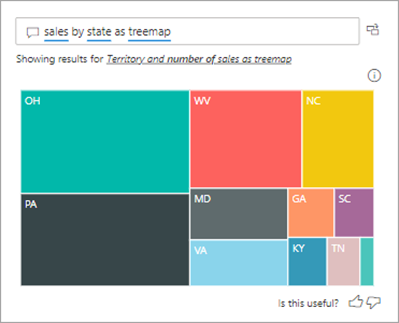 sales by state as treemap
Showing results for Territory and number of sales as treemap
OH
WV
NC
PA
MD
GA
SC
VA
KY
TN
Is this useful?